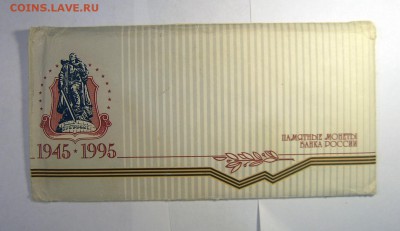 COINS.LAVE.RU
1945 · 1995
ПАМЯТНЫЕ МОНЕТЫ
БАНКА РОССИИ